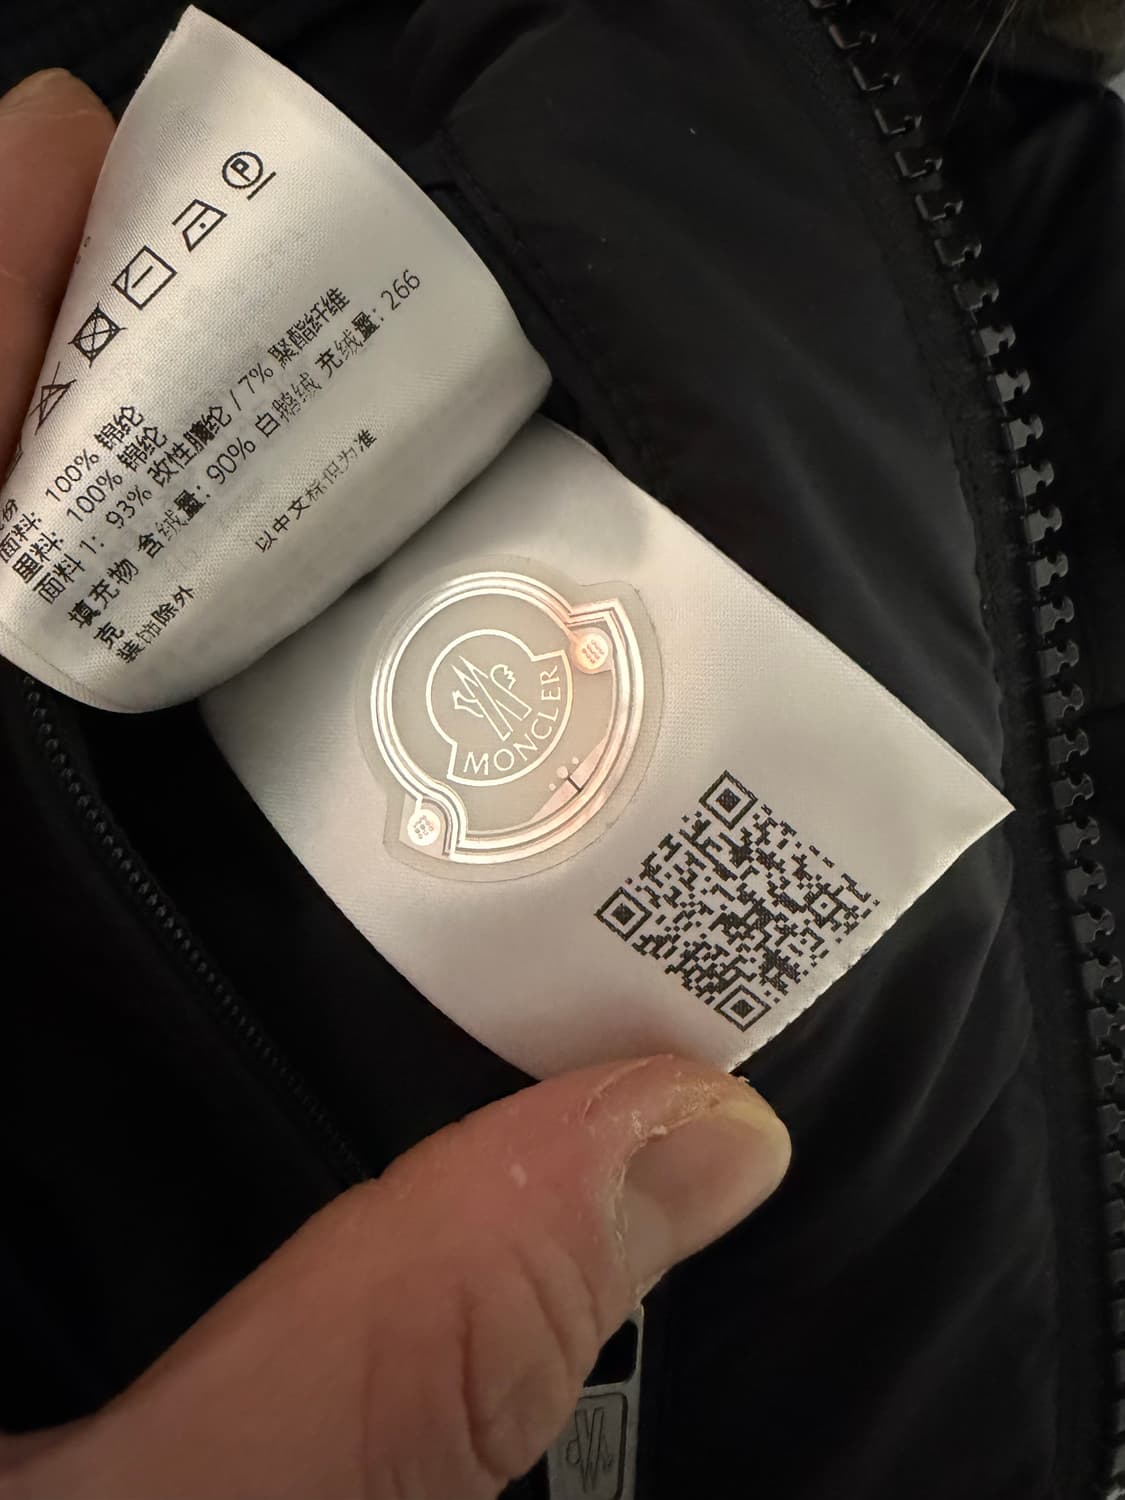 P
份
面料: 100% 锦纶
里料: 100% 锦纶
面料 1: 93% 改性腈纶 / 7% 聚酯纤维
填充物 含绒量: 90% 白鹅绒 充绒量: 266
克
装饰除外
以中文标识为准
MONCLER